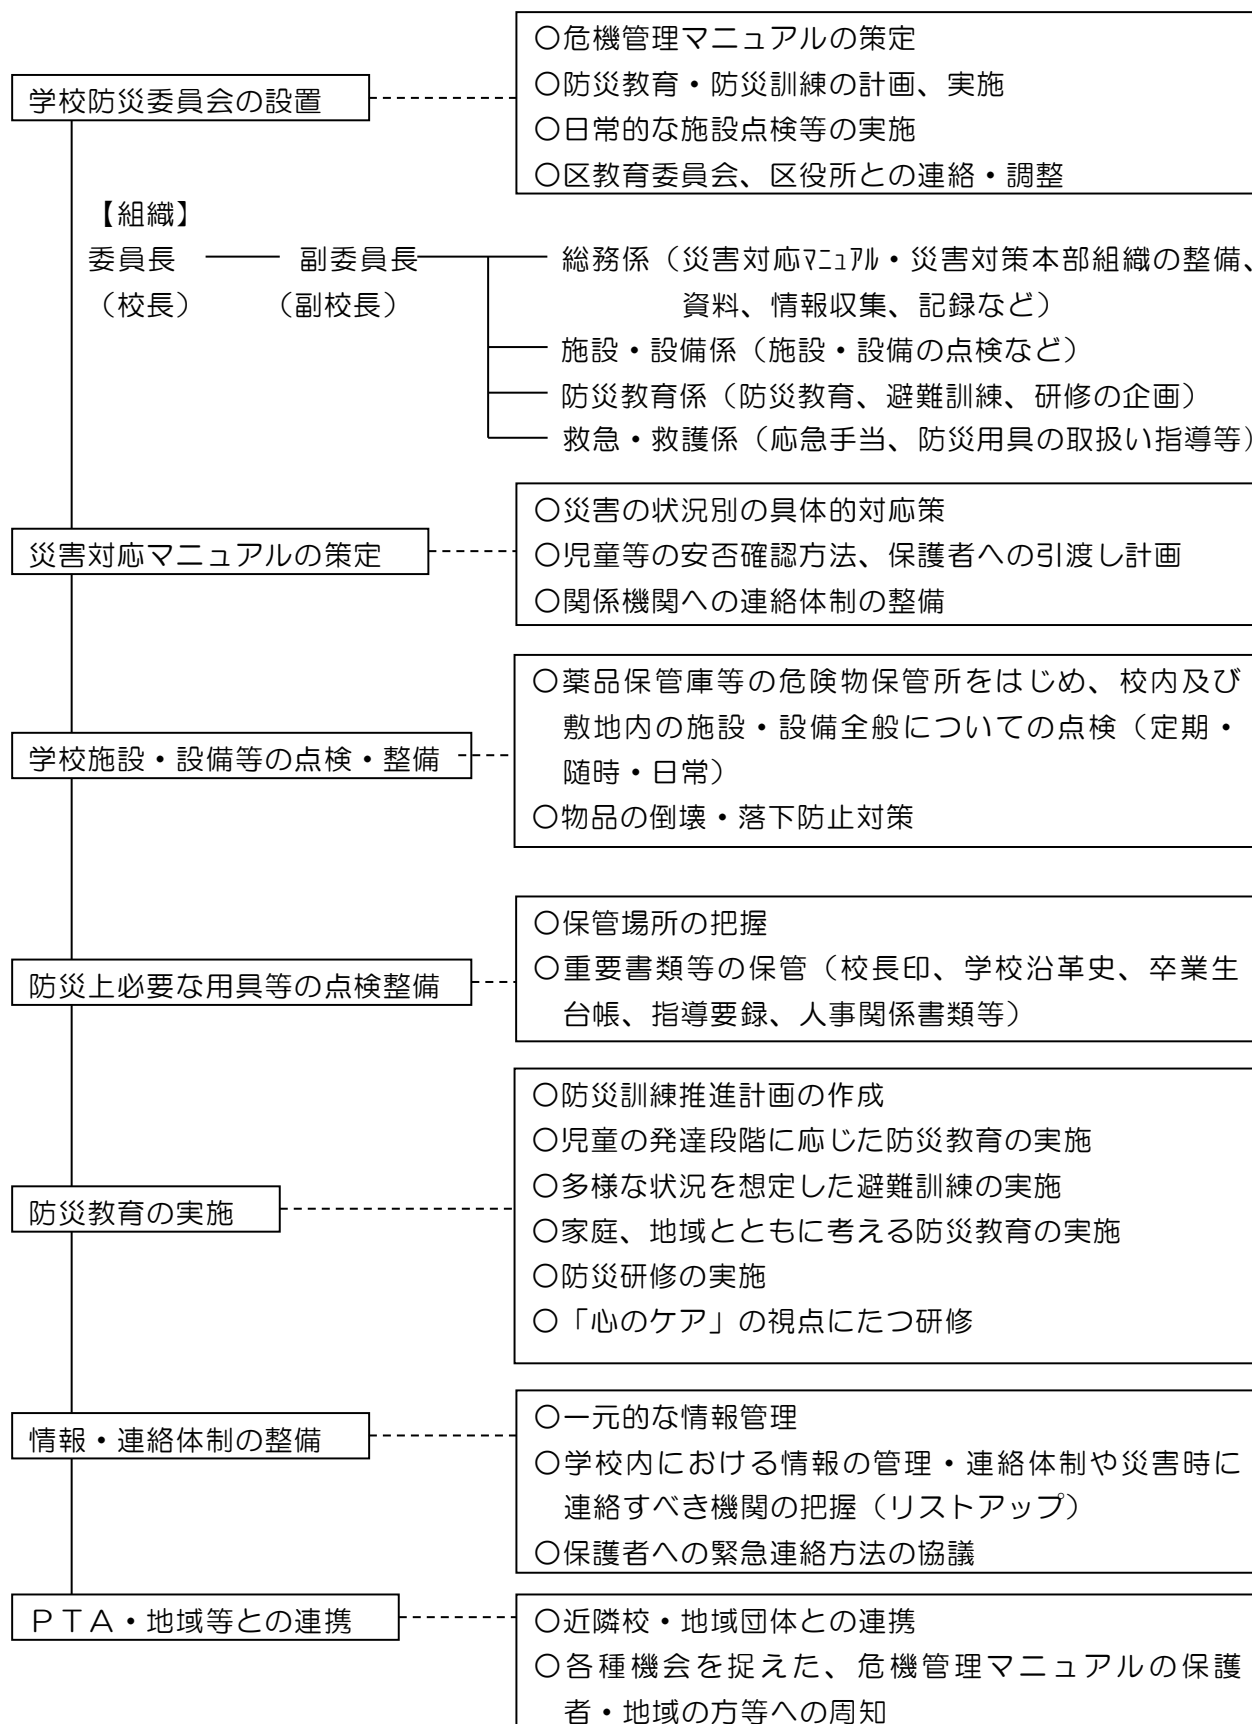 学校防災委員会の設置
〇危機管理マニュアルの策定
〇防災教育・防災訓練の計画、実施
〇日常的な施設点検等の実施
〇区教育委員会、区役所との連絡・調整
【組織】
委員長 副委員長 総務係（災害対応ﾏﾆｭｱﾙ・災害対策本部組織の整備、
（校長） （副校長） 資料、情報収集、記録など）
施設・設備係（施設・設備の点検など）
防災教育係（防災教育、避難訓練、研修の企画）
救急・救護係（応急手当、防災用具の取扱い指導等）
災害対応マニュアルの策定
〇災害の状況別の具体的対応策
〇児童等の安否確認方法、保護者への引渡し計画
〇関係機関への連絡体制の整備
学校施設・設備等の点検・整備
〇薬品保管庫等の危険物保管所をはじめ、校内及び
敷地内の施設・設備全般についての点検（定期・
随時・日常）
〇物品の倒壊・落下防止対策
防災上必要な用具等の点検整備
〇保管場所の把握
〇重要書類等の保管（校長印、学校沿革史、卒業生
台帳、指導要録、人事関係書類等）
防災教育の実施
〇防災訓練推進計画の作成
〇児童の発達段階に応じた防災教育の実施
〇多様な状況を想定した避難訓練の実施
〇家庭、地域とともに考える防災教育の実施
〇防災研修の実施
〇「心のケア」の視点にたつ研修
情報・連絡体制の整備
〇一元的な情報管理
〇学校内における情報の管理・連絡体制や災害時に
連絡すべき機関の把握（リストアップ）
〇保護者への緊急連絡方法の協議
ＰＴＡ・地域等との連携
〇近隣校・地域団体との連携
〇各種機会を捉えた、危機管理マニュアルの保護
者・地域の方等への周知